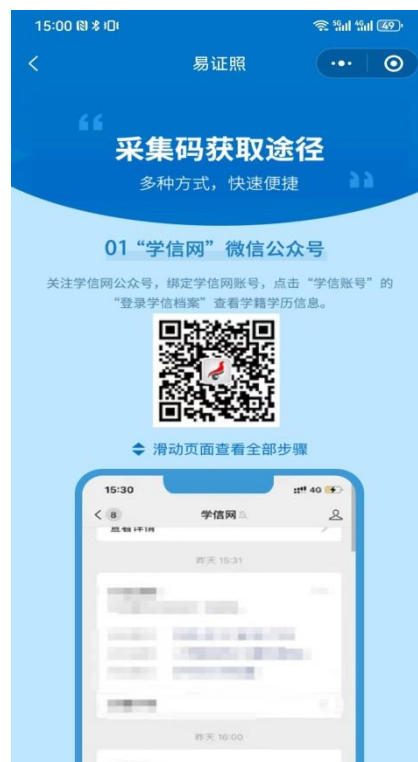 15:00
49
易证照
采集码获取途径
多种方式，快速便捷
01“学信网”微信公众号
关注学信网公众号，绑定学信网账号，点击“学信账号”的
“登录学信档案”查看学籍学历信息。
滑动页面查看全部步骤
15:30
4G
8
学信网
查看详情
昨天 15:31
昨天 16:00